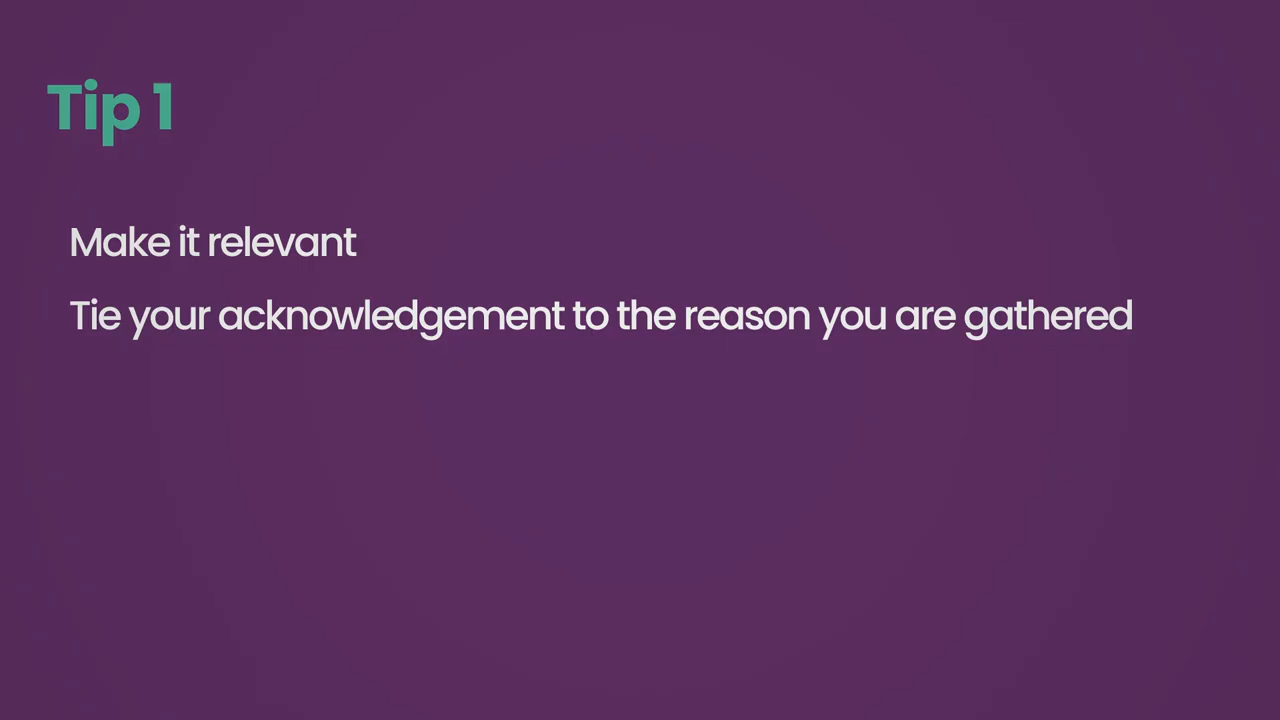 Tip 1
Make it relevant
Tie your acknowledgement to the reason you are gathered